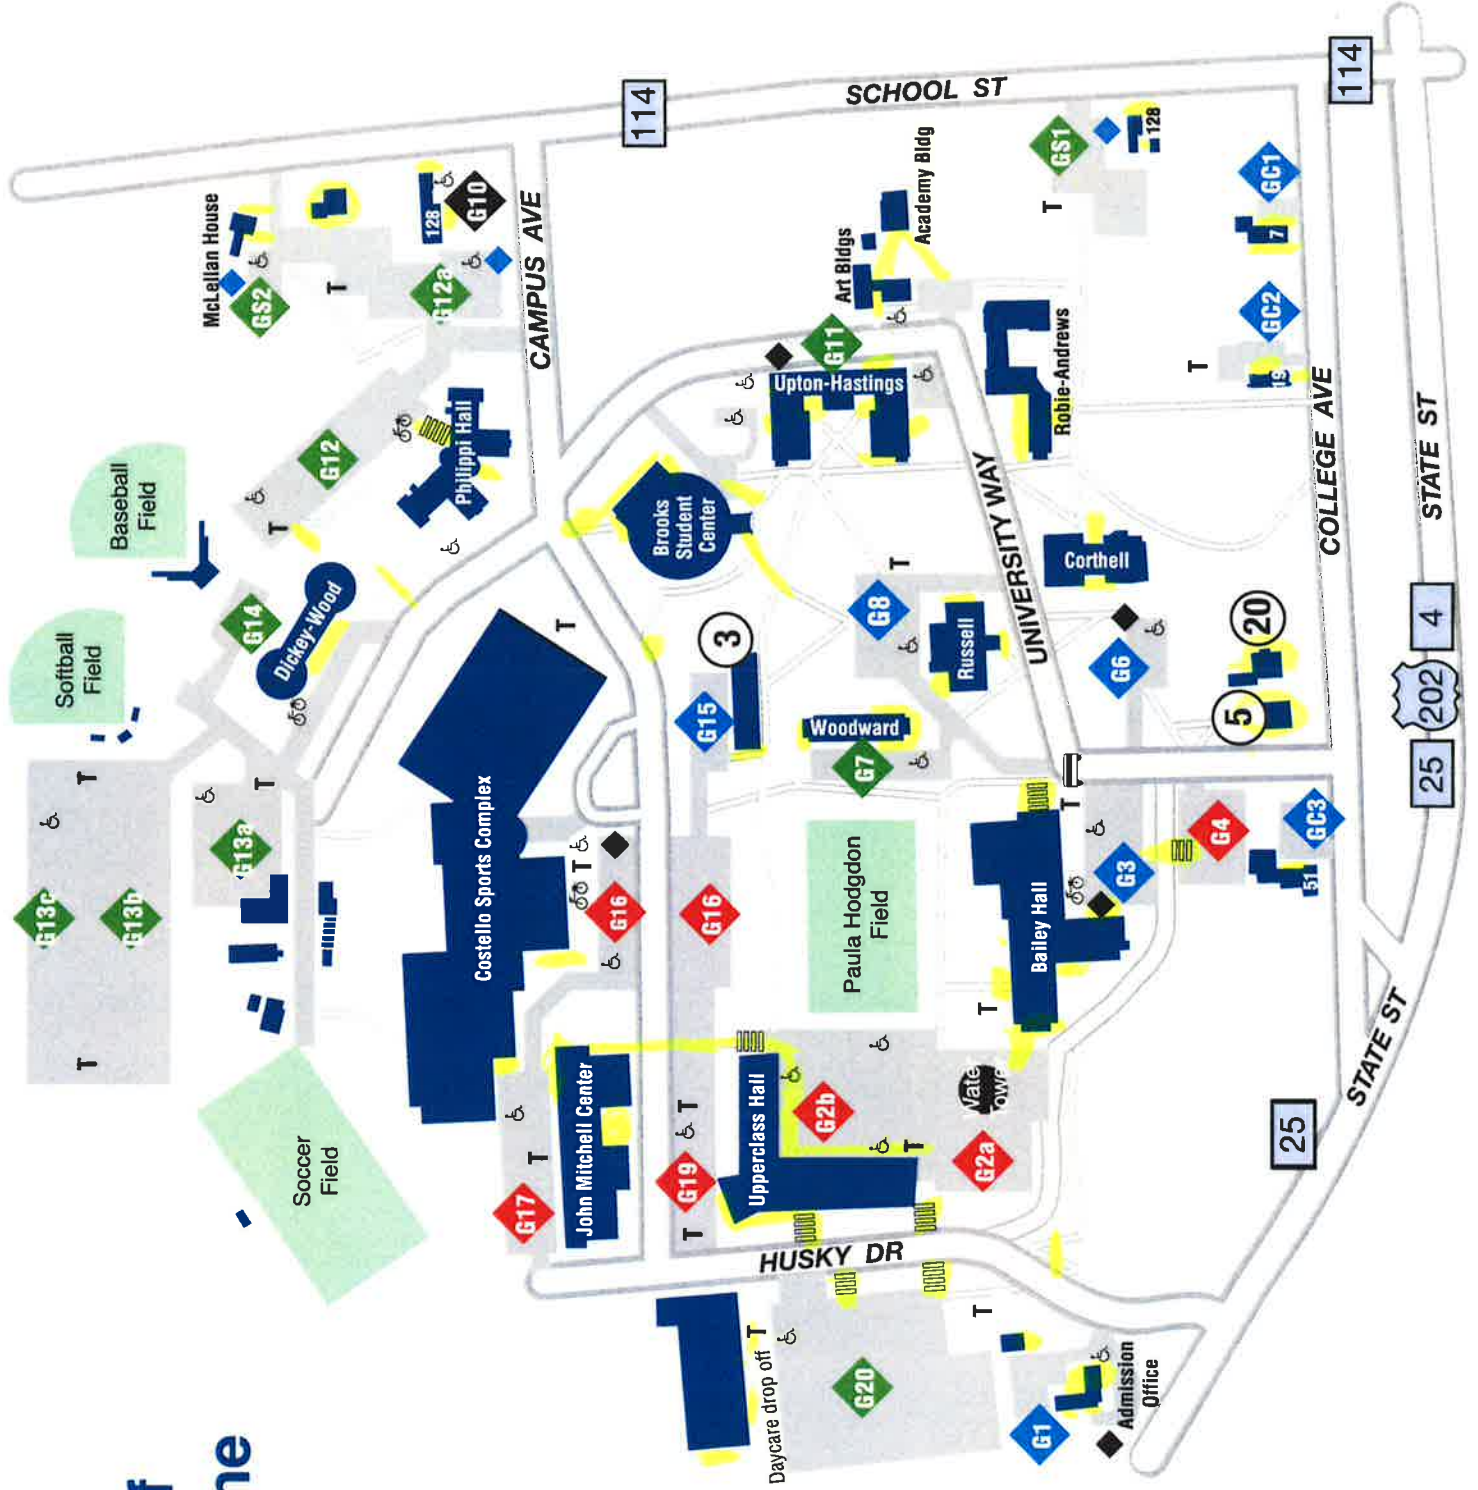 McLellan House
GS2
T
128
G10
G12a
CAMPUS AVE
114
SCHOOL ST
114
GS1
128
T
GC1
7
GC2
T
19
COLLEGE AVE
STATE ST
Academy Bldg
Art Bldgs
G11
Upton-Hastings
Robie-Andrews
UNIVERSITY WAY
Baseball
Field
G12
T
Philippi Hall
Softball
Field
G14
Dickey-Wood
Brooks
Student
Center
T
3
G15
G8
T
Russell
Woodward
G7
Corthell
G6
20
5
4
202
25
T
G13c
G13b
T
G13a
T
Costello Sports Complex
T
G16
G16
Paula Hodgdon
Field
Bailey Hall
T
T
G3
G4
GC3
51
STATE ST
25
Soccer
Field
G17
T
John Mitchell Center
G19
T
T
Upperclass Hall
G2b
T
G2a
HUSKY DR
Daycare drop off
T
G20
T
G1
Admission
Office